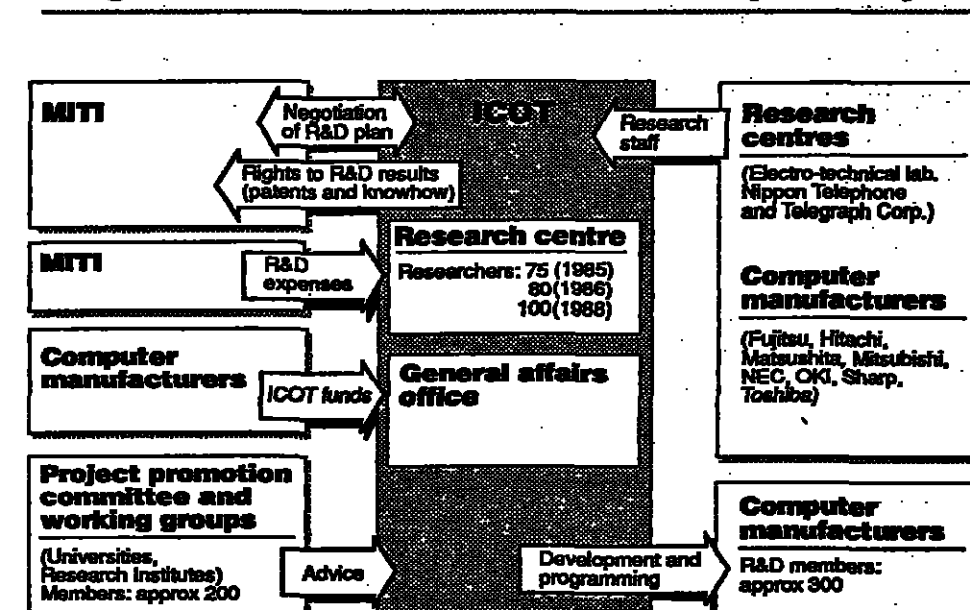 MITI
Negotiation
of R&D plan
Rights to R&D results
(patents and knowhow)
ICOT
Research
staff
Research
centres
(Electro-technical lab.
Nippon Telephone
and Telegraph Corp.)
MITI
R&D
expenses
Research centre
Researchers: 75 (1985)
80 (1986)
100 (1988)
Computer
manufacturers
(Fujitsu, Hitachi,
Matsushita, Mitsubishi,
NEC, OKI, Sharp,
Toshiba)
Computer
manufacturers
ICOT funds
General affairs
office
Project promotion
committee and
working groups
(Universities,
Research Institutes)
Members: approx 200
Advice
Development and
programming
Computer
manufacturers
R&D members:
approx 300